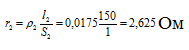 r₂ = ρ₂ l₂/S₂ = 0,0175 150/1 = 2,625 Ом